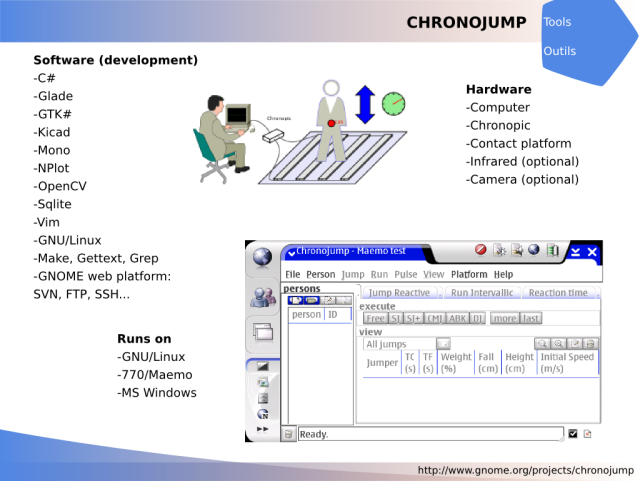 CHRONOJUMP
Tools
Outils
Software (development)
-C#
-Glade
-GTK#
-Kicad
-Mono
-NPlot
-OpenCV
-Sqlite
-Vim
-GNU/Linux
-Make, Gettext, Grep
-GNOME web platform:
SVN, FTP, SSH...
Chronopic
Hardware
-Computer
-Chronopic
-Contact platform
-Infrared (optional)
-Camera (optional)
Runs on
-GNU/Linux
-770/Maemo
-MS Windows
ChronoJump - Maemo test
File Person Jump Run Pulse View Platform Help
persons
person ID
Jump Reactive Run Intervallic Reaction time
execute
Free SJ SJ+ CMJ ABK DJ more last
view
All jumps
Jumper TC (s) TF (s) Weight (%) Fall (cm) Height (cm) Initial Speed (m/s)
Ready.
http://www.gnome.org/projects/chronojump